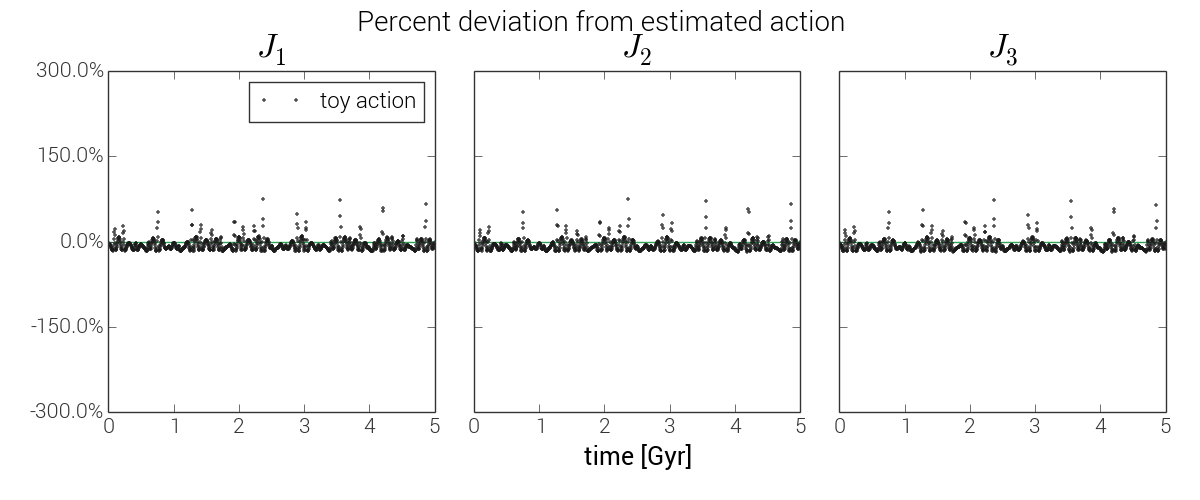 Percent deviation from estimated action
J1 J2 J3
300.0%
toy action
150.0%
0.0%
-150.0%
-300.0%
0 1 2 3 4 5 0 1 2 3 4 5 0 1 2 3 4 5
time [Gyr]